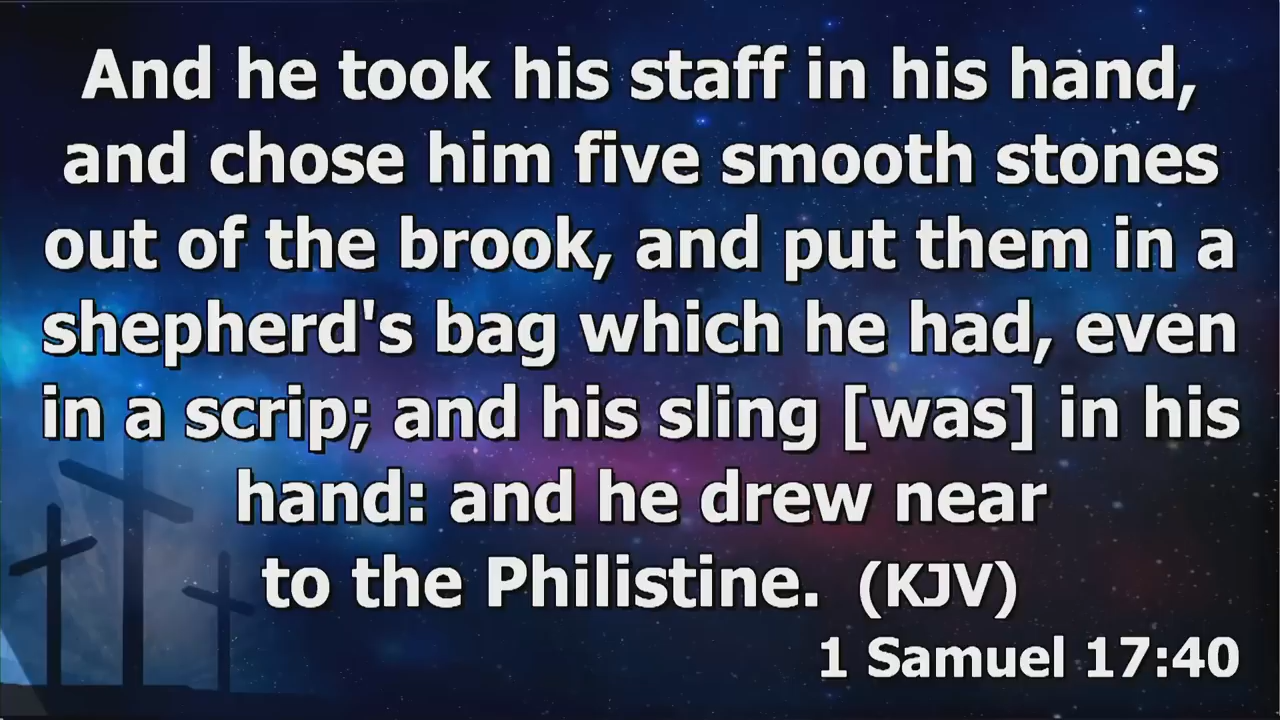 And he took his staff in his hand,
and chose him five smooth stones
out of the brook, and put them in a
shepherd's bag which he had, even
in a scrip; and his sling [was] in his
hand: and he drew near
to the Philistine. (KJV)
1 Samuel 17:40